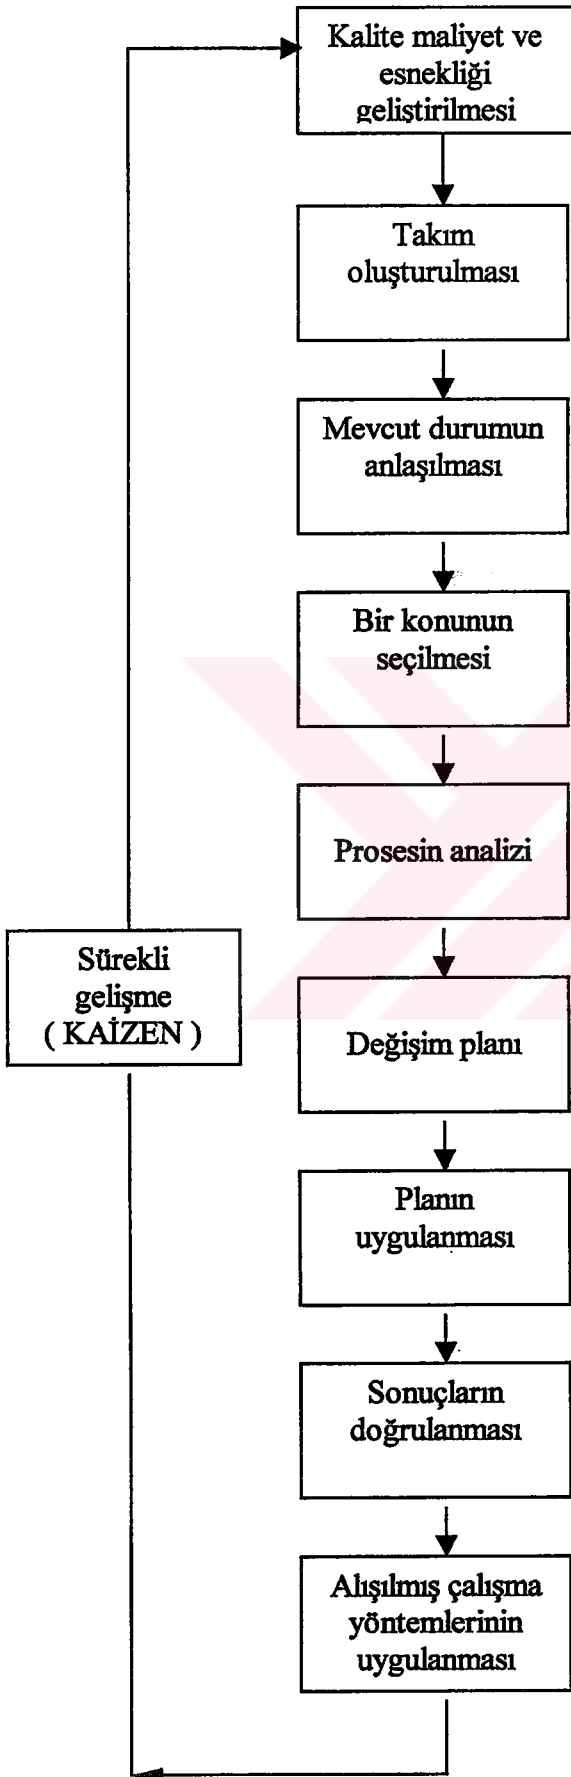 Kalite maliyet ve
esnekliği
geliştirilmesi
Takım
oluşturulması
Mevcut durumun
anlaşılması
Bir konunun
seçilmesi
Prosesin analizi
Sürekli
gelişme
( KAİZEN )
Değişim planı
Planın
uygulanması
Sonuçların
doğrulanması
Alışılmış çalışma
yöntemlerinin
uygulanması